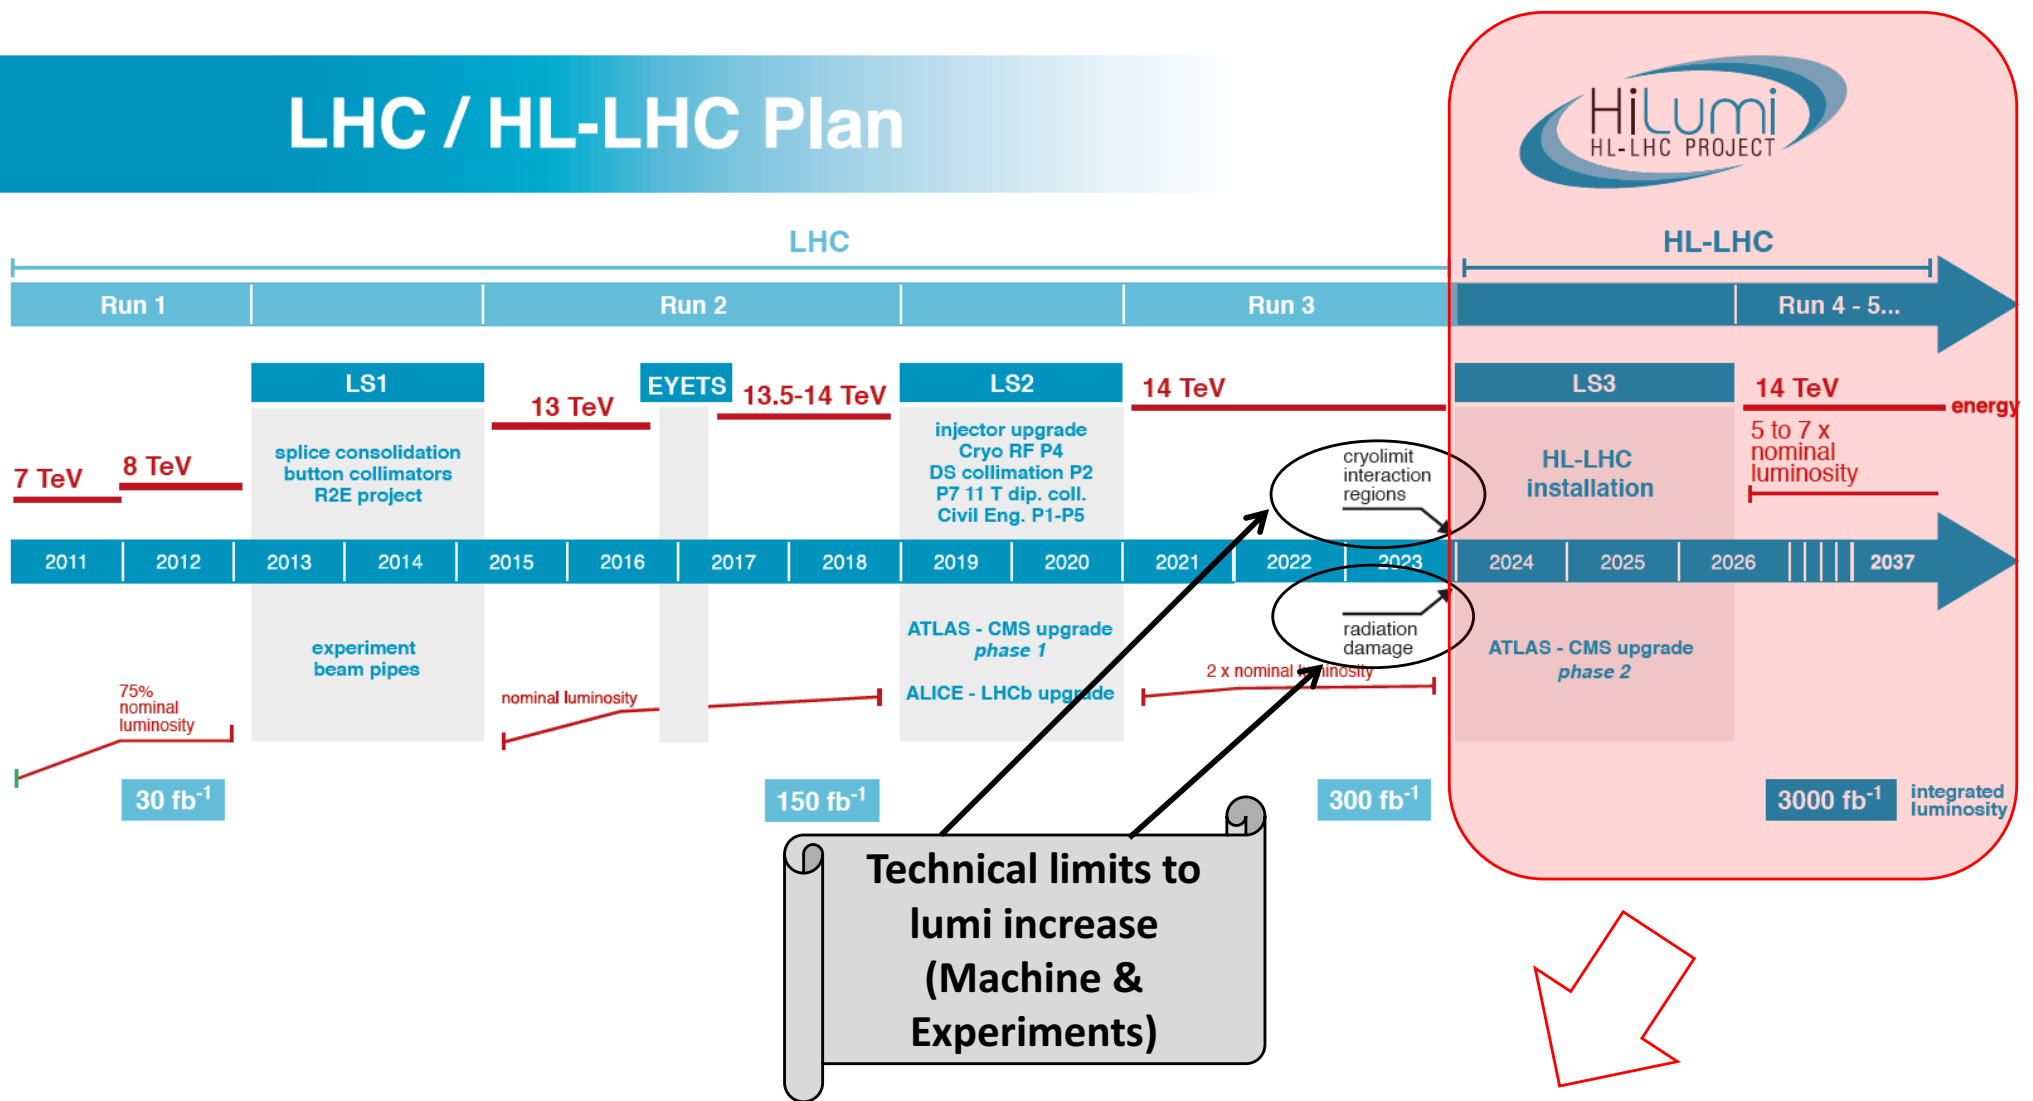 LHC / HL-LHC Plan
HiLumi
HL-LHC PROJECT
LHC
HL-LHC
Run 1
Run 2
Run 3
Run 4 - 5...
LS1
EYETS
LS2
LS3
7 TeV
8 TeV
13 TeV
13.5-14 TeV
14 TeV
14 TeV
energy
splice consolidation
button collimators
R2E project
injector upgrade
Cryo RF P4
DS collimation P2
P7 11 T dip. coll.
Civil Eng. P1-P5
cryolimit
interaction
regions
HL-LHC
installation
5 to 7 x
nominal
luminosity
2011
2012
2013
2014
2015
2016
2017
2018
2019
2020
2021
2022
2023
2024
2025
2026
2037
experiment
beam pipes
ATLAS - CMS upgrade
phase 1
ALICE - LHCb upgrade
radiation
damage
ATLAS - CMS upgrade
phase 2
75%
nominal
luminosity
nominal luminosity
2 x nominal luminosity
30 fb⁻¹
150 fb⁻¹
300 fb⁻¹
3000 fb⁻¹
integrated
luminosity
Technical limits to
lumi increase
(Machine &
Experiments)